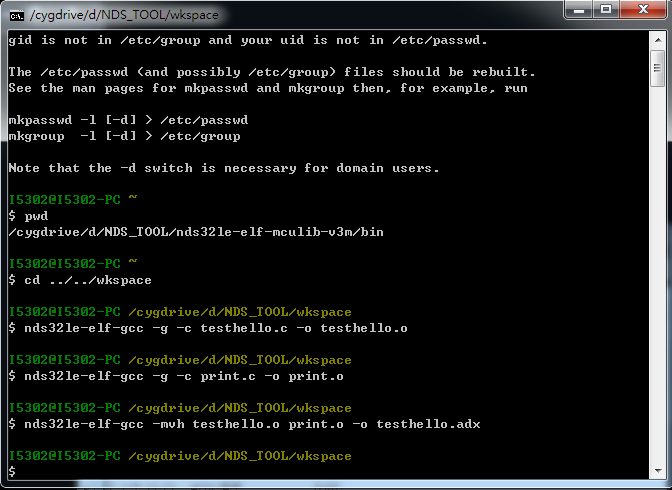 /cygdrive/d/NDS_TOOL/wkspace
gid is not in /etc/group and your uid is not in /etc/passwd.
The /etc/passwd (and possibly /etc/group) files should be rebuilt.
See the man pages for mkpasswd and mkgroup then, for example, run
mkpasswd -l [-d] > /etc/passwd
mkgroup  -l [-d] > /etc/group
Note that the -d switch is necessary for domain users.
I5302@I5302-PC ~
$ pwd
/cygdrive/d/NDS_TOOL/nds32le-elf-mculib-v3m/bin
I5302@I5302-PC ~
$ cd ../../wkspace
I5302@I5302-PC /cygdrive/d/NDS_TOOL/wkspace
$ nds32le-elf-gcc -g -c testhello.c -o testhello.o
I5302@I5302-PC /cygdrive/d/NDS_TOOL/wkspace
$ nds32le-elf-gcc -g -c print.c -o print.o
I5302@I5302-PC /cygdrive/d/NDS_TOOL/wkspace
$ nds32le-elf-gcc -mvh testhello.o print.o -o testhello.adx
I5302@I5302-PC /cygdrive/d/NDS_TOOL/wkspace
$